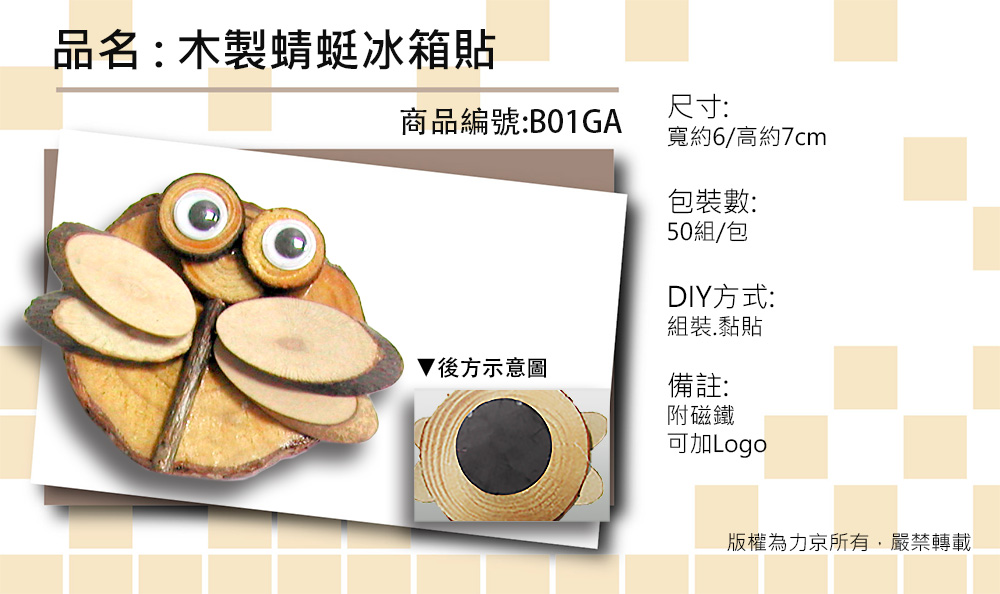 品名 : 木製蜻蜓冰箱貼
商品編號:B01GA
尺寸:
寬約6/高約7cm
包裝數:
50組/包
DIY方式:
組裝.黏貼
▼後方示意圖
備註:
附磁鐵
可加Logo
版權為力京所有，嚴禁轉載